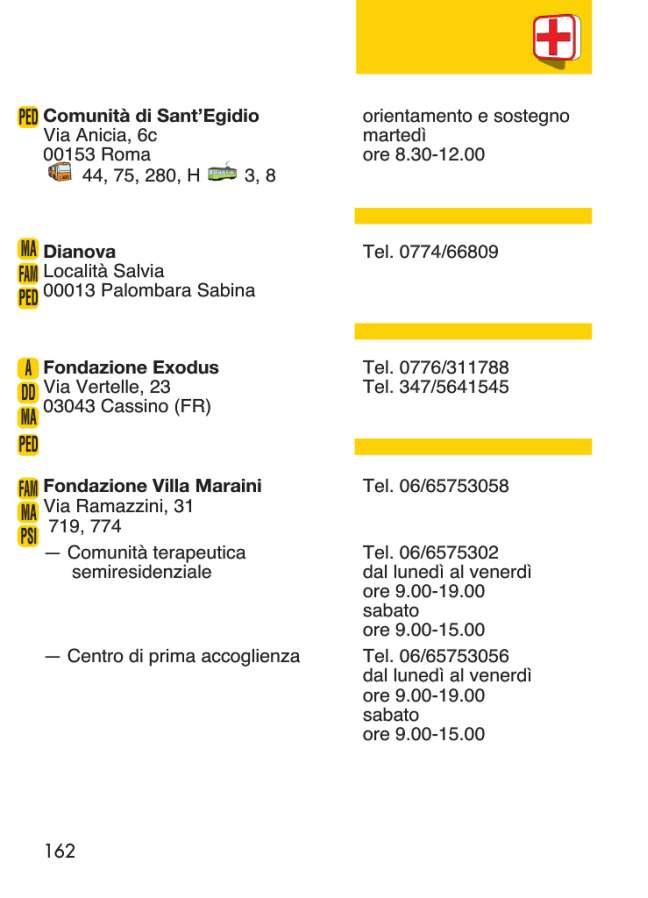 PED Comunità di Sant'Egidio
Via Anicia, 6c
00153 Roma
44, 75, 280, H 3, 8
orientamento e sostegno
martedì
ore 8.30-12.00
MA Dianova
FAM Località Salvia
PED 00013 Palombara Sabina
Tel. 0774/66809
A Fondazione Exodus
DD Via Vertelle, 23
MA 03043 Cassino (FR)
PED
Tel. 0776/311788
Tel. 347/5641545
FAM Fondazione Villa Maraini
MA Via Ramazzini, 31
PSI 719, 774
Tel. 06/65753058
— Comunità terapeutica
semiresidenziale
Tel. 06/6575302
dal lunedì al venerdì
ore 9.00-19.00
sabato
ore 9.00-15.00
— Centro di prima accoglienza
Tel. 06/65753056
dal lunedì al venerdì
ore 9.00-19.00
sabato
ore 9.00-15.00
162